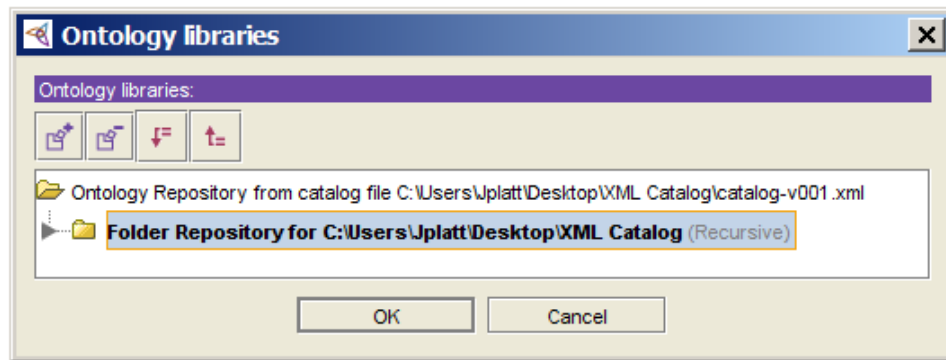 Ontology libraries
Ontology libraries:
Ontology Repository from catalog file C:\Users\Jplatt\Desktop\XML Catalog\catalog-v001.xml
Folder Repository for C:\Users\Jplatt\Desktop\XML Catalog (Recursive)
OK Cancel